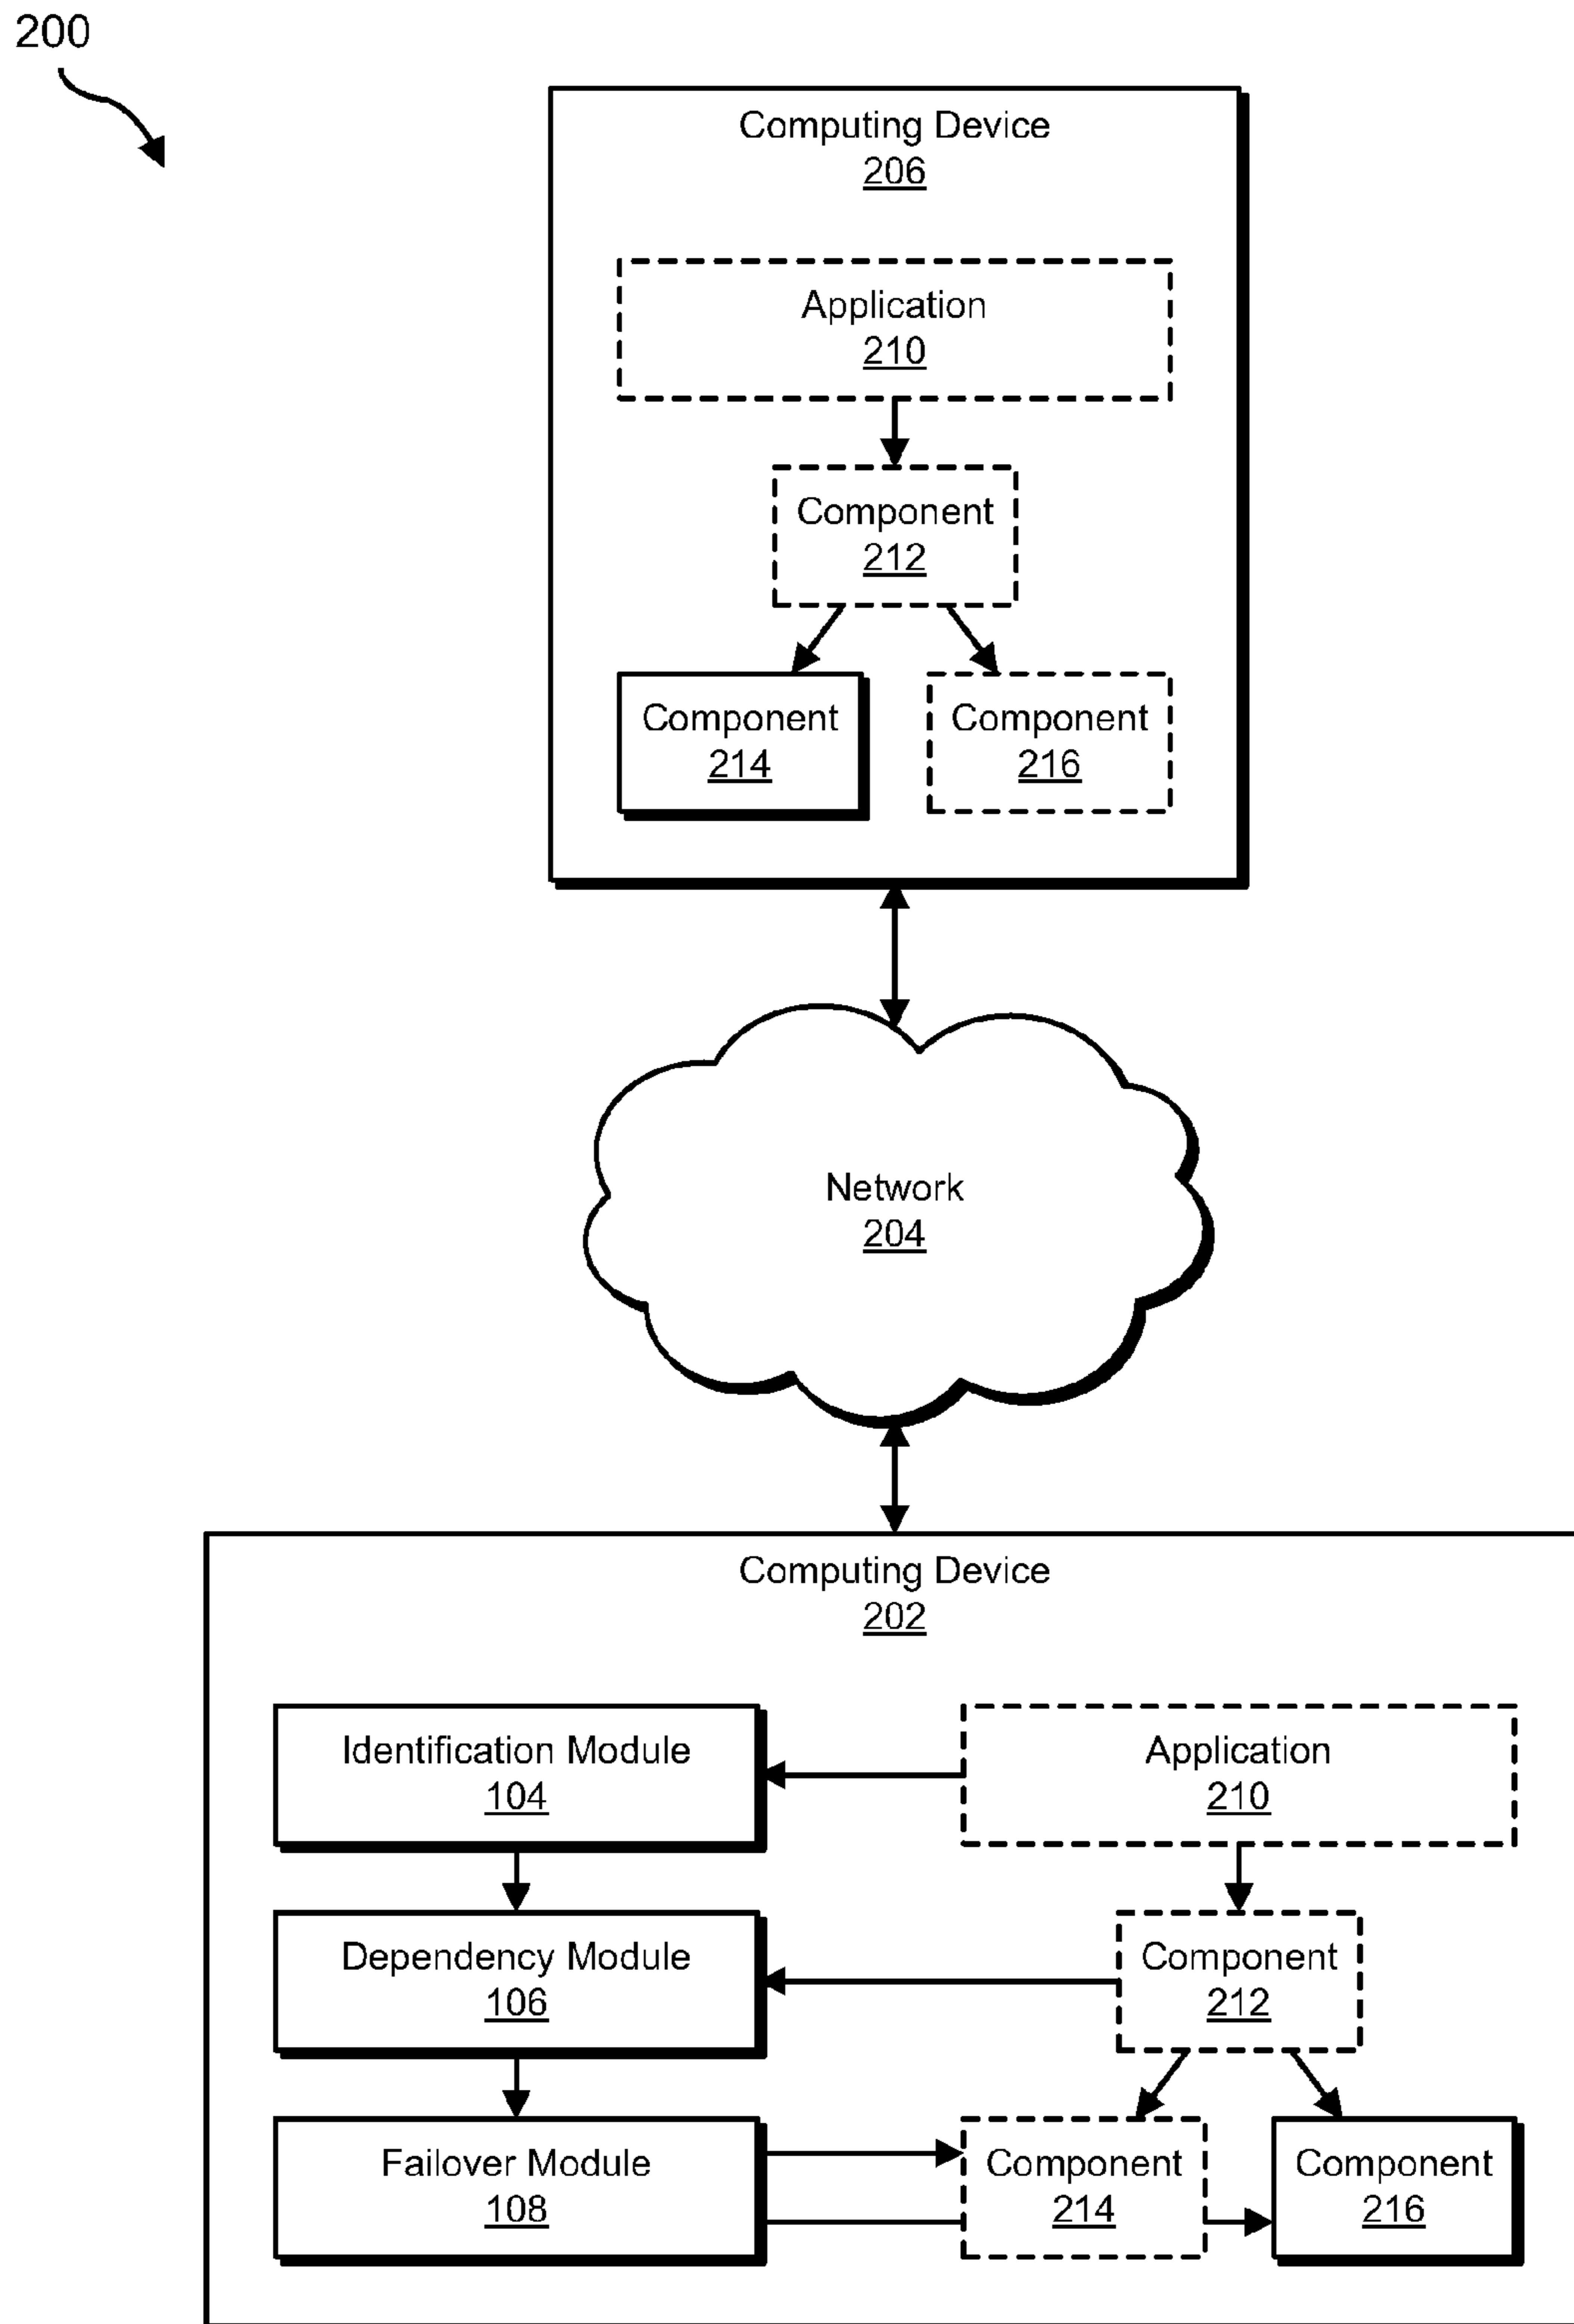 200
Computing Device
206
Application
210
Component
212
Component
214
Component
216
Network
204
Computing Device
202
Identification Module
104
Application
210
Dependency Module
106
Component
212
Failover Module
108
Component
214
Component
216